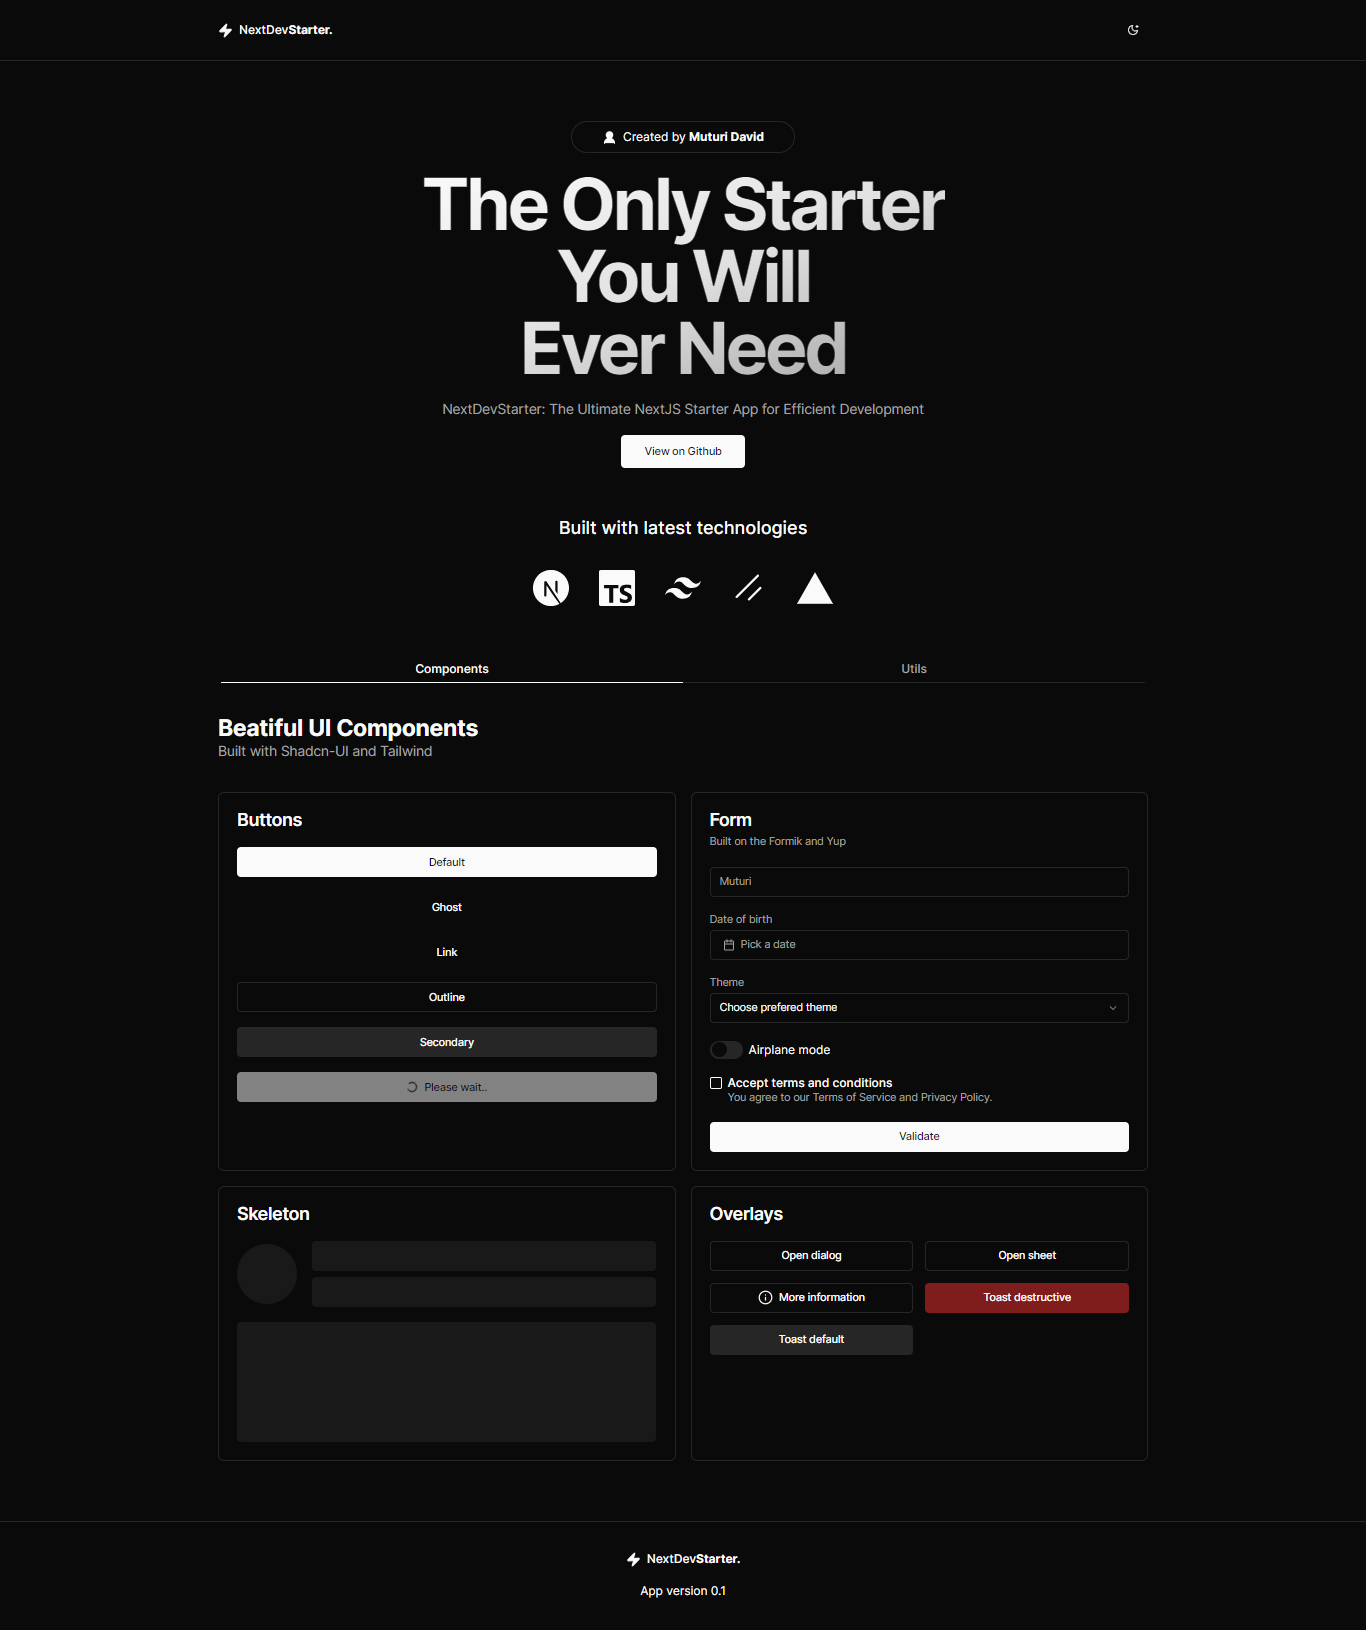 NextDevStarter.
Created by Muturi David
The Only Starter
You Will
Ever Need
NextDevStarter: The Ultimate NextJS Starter App for Efficient Development
View on Github
Built with latest technologies
N TS
Components Utils
Beatiful UI Components
Built with Shadcn-UI and Tailwind
Buttons
Default
Ghost
Link
Outline
Secondary
Please wait..
Form
Built on the Formik and Yup
Muturi
Date of birth
Pick a date
Theme
Choose prefered theme
Airplane mode
Accept terms and conditions
You agree to our Terms of Service and Privacy Policy.
Validate
Skeleton
Overlays
Open dialog Open sheet
More information Toast destructive
Toast default
NextDevStarter.
App version 0.1